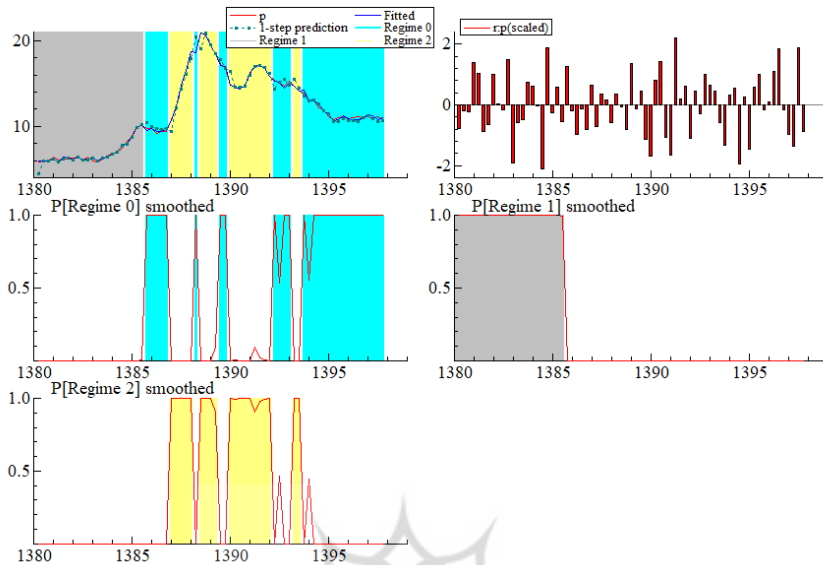 p Fitted
1-step prediction Regime 0
Regime 1 Regime 2
20
10
1380 1385 1390 1395
r:p(scaled)
2
0
-2
1380 1385 1390 1395
P[Regime 0] smoothed
1.0
0.5
1380 1385 1390 1395
P[Regime 1] smoothed
1.0
0.5
1380 1385 1390 1395
P[Regime 2] smoothed
1.0
0.5
1380 1385 1390 1395